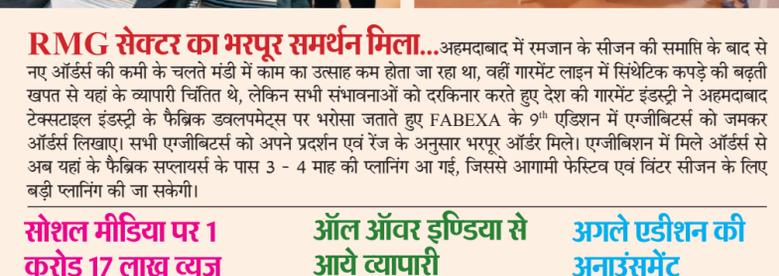 RMG सेक्टर का भरपूर समर्थन मिला...अहमदाबाद में रमजान के सीजन की समाप्ति के बाद से
नए ऑर्डर्स की कमी के चलते मंडी में काम का उत्साह कम होता जा रहा था, वहीं गारमेंट लाइन में सिंथेटिक कपड़े की बढ़ती
खपत से यहां के व्यापारी चिंतित थे, लेकिन सभी संभावनाओं को दरकिनार करते हुए देश की गारमेंट इंडस्ट्री ने अहमदाबाद
टेक्सटाइल इंडस्ट्री के फैब्रिक डवलपमेंट्स पर भरोसा जताते हुए FABEXA के 9th एडिशन में एग्जीबिटर्स को जमकर
ऑर्डर्स लिखाए। सभी एग्जीबिटर्स को अपने प्रदर्शन एवं रेंज के अनुसार भरपूर ऑर्डर मिले। एग्जीबिशन में मिले ऑर्डर्स से
अब यहां के फैब्रिक सप्लायर्स के पास 3 - 4 माह की प्लानिंग आ गई, जिससे आगामी फेस्टिव एवं विंटर सीजन के लिए
बड़ी प्लानिंग की जा सकेगी।
सोशल मीडिया पर 1
करोड़ 17 लाख व्यूज
ऑल ऑवर इण्डिया से
आये व्यापारी
अगले एडीशन की
अनाउंसमेंट